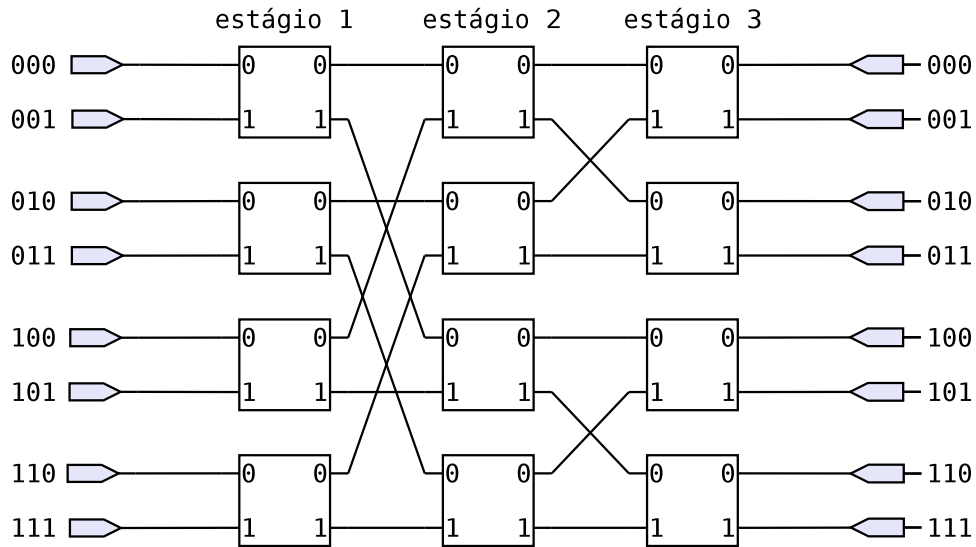 estágio 1 estágio 2 estágio 3
000 0 0 0 0 0 0 000
001 1 1 1 1 1 1 001
010 0 0 0 0 0 0 010
011 1 1 1 1 1 1 011
100 0 0 0 0 0 0 100
101 1 1 1 1 1 1 101
110 0 0 0 0 0 0 110
111 1 1 1 1 1 1 111